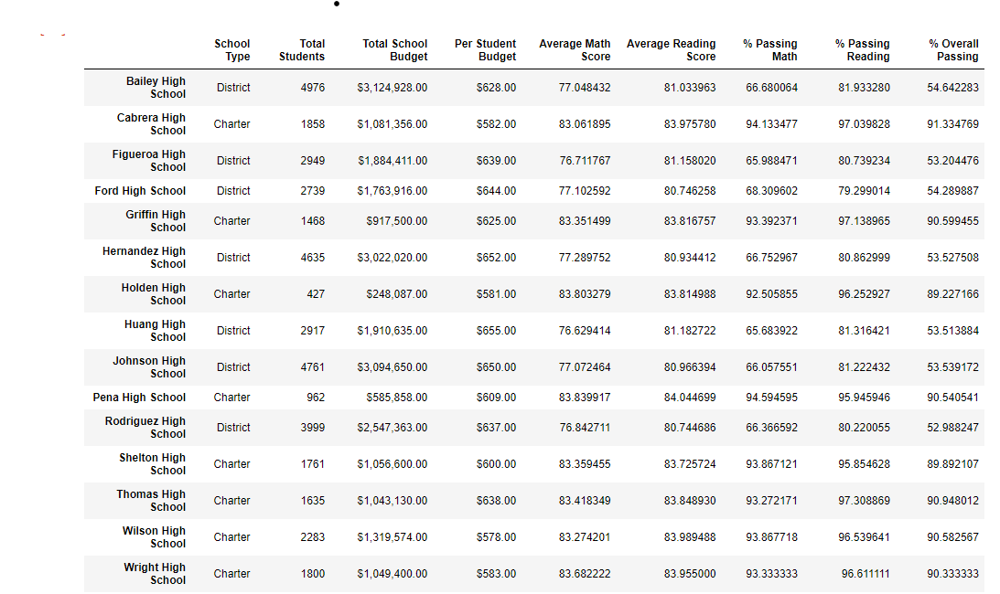 School Type Total Students Total School Budget Per Student Budget Average Math Score Average Reading Score % Passing Math % Passing Reading % Overall Passing
Bailey High School District 4976 $3,124,928.00 $628.00 77.048432 81.033963 66.680064 81.933280 54.642283
Cabrera High School Charter 1858 $1,081,356.00 $582.00 83.061895 83.975780 94.133477 97.039828 91.334769
Figueroa High School District 2949 $1,884,411.00 $639.00 76.711767 81.158020 65.988471 80.739234 53.204476
Ford High School District 2739 $1,763,916.00 $644.00 77.102592 80.746258 68.309602 79.299014 54.289887
Griffin High School Charter 1468 $917,500.00 $625.00 83.351499 83.816757 93.392371 97.138965 90.599455
Hernandez High School District 4635 $3,022,020.00 $652.00 77.289752 80.934412 66.752967 80.862999 53.527508
Holden High School Charter 427 $248,087.00 $581.00 83.803279 83.814988 92.505855 96.252927 89.227166
Huang High School District 2917 $1,910,635.00 $655.00 76.629414 81.182722 65.683922 81.316421 53.513884
Johnson High School District 4761 $3,094,650.00 $650.00 77.072464 80.966394 66.057551 81.222432 53.539172
Pena High School Charter 962 $585,858.00 $609.00 83.839917 84.044699 94.594595 95.945946 90.540541
Rodriguez High School District 3999 $2,547,363.00 $637.00 76.842711 80.744686 66.366592 80.220055 52.988247
Shelton High School Charter 1761 $1,056,600.00 $600.00 83.359455 83.725724 93.867121 95.854628 89.892107
Thomas High School Charter 1635 $1,043,130.00 $638.00 83.418349 83.848930 93.272171 97.308869 90.948012
Wilson High School Charter 2283 $1,319,574.00 $578.00 83.274201 83.989488 93.867718 96.539641 90.582567
Wright High School Charter 1800 $1,049,400.00 $583.00 83.682222 83.955000 93.333333 96.611111 90.333333